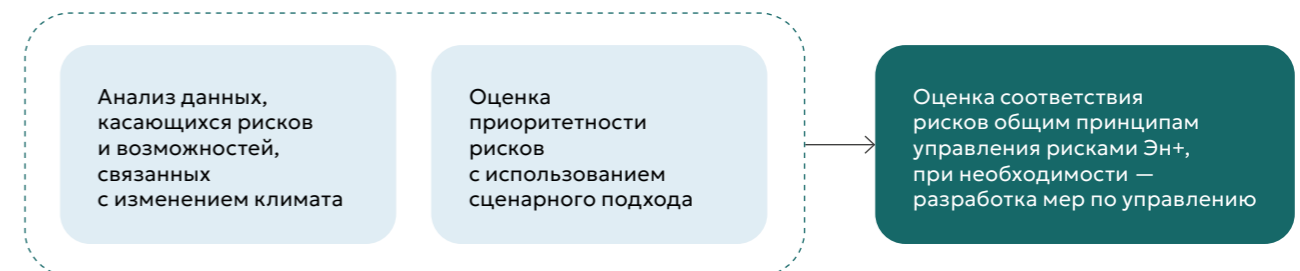 Анализ данных,
касающихся рисков
и возможностей,
связанных
с изменением климата
Оценка
приоритетности
рисков
с использованием
сценарного подхода
Оценка соответствия
рисков общим принципам
управления рисками Эн+,
при необходимости —
разработка мер по управлению